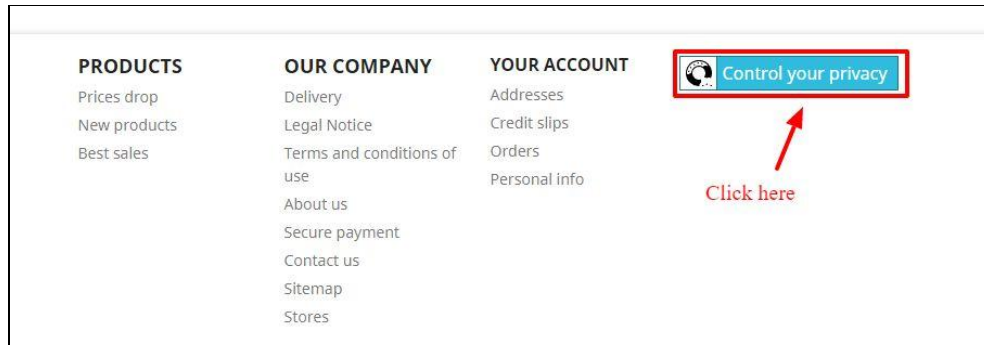 PRODUCTS
Prices drop
New products
Best sales
OUR COMPANY
Delivery
Legal Notice
Terms and conditions of
use
About us
Secure payment
Contact us
Sitemap
Stores
YOUR ACCOUNT
Addresses
Credit slips
Orders
Personal info
Control your privacy
Click here